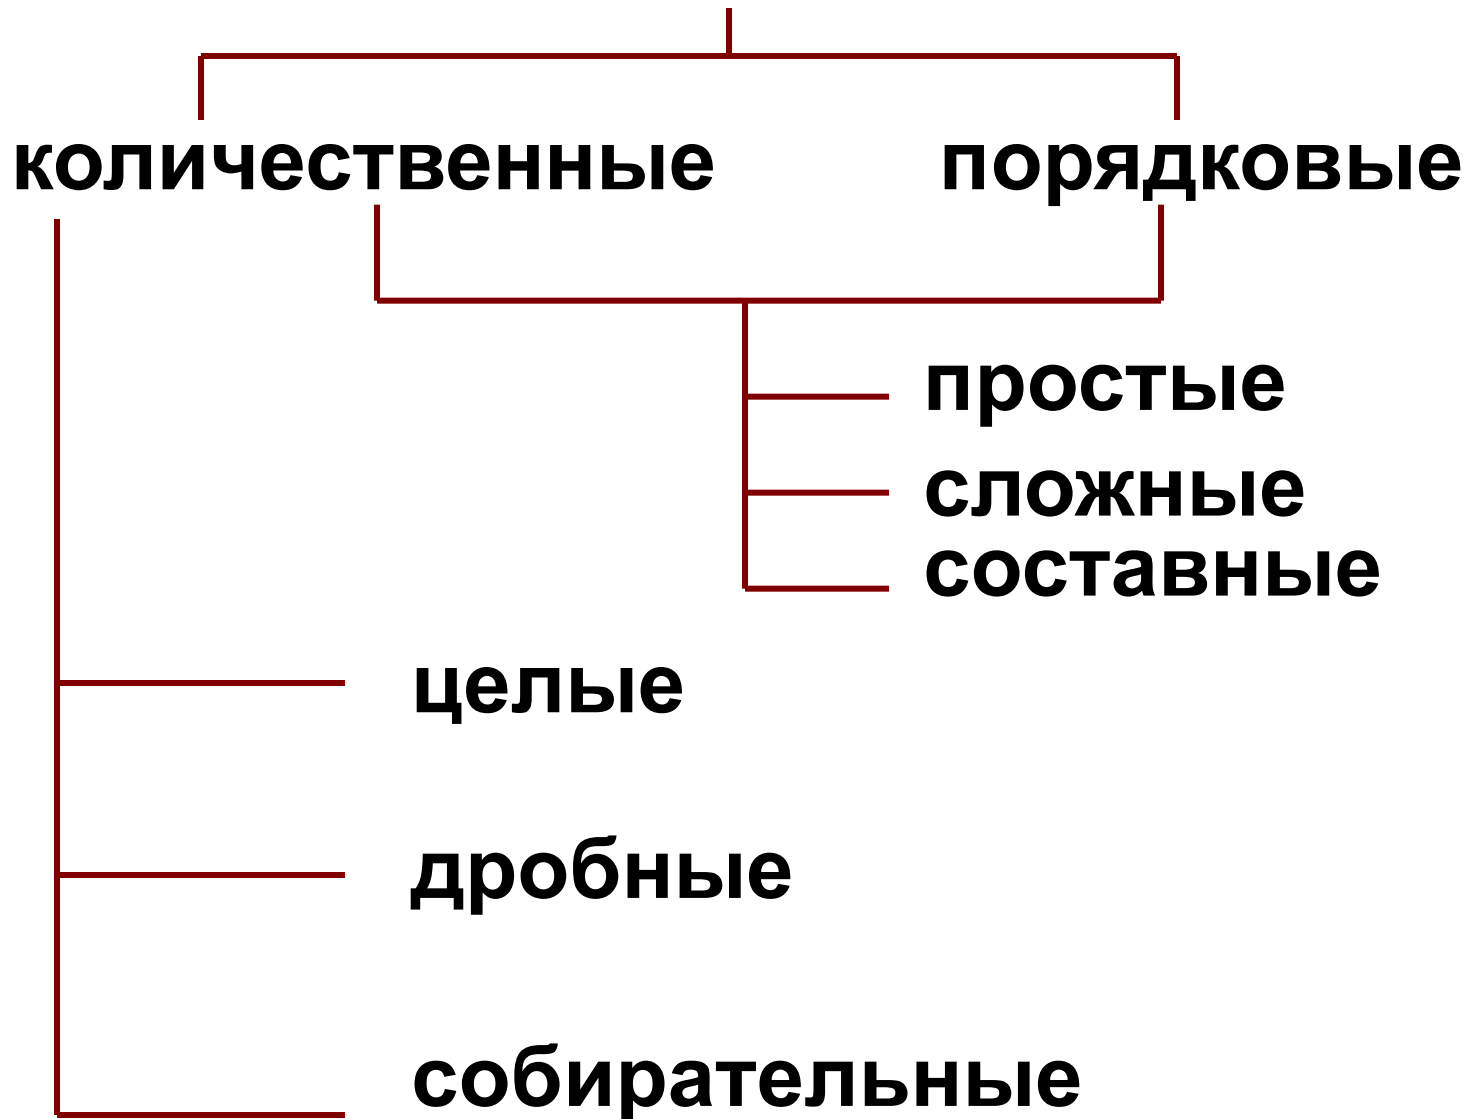 количественные порядковые
простые
сложные
составные
целые
дробные
собирательные